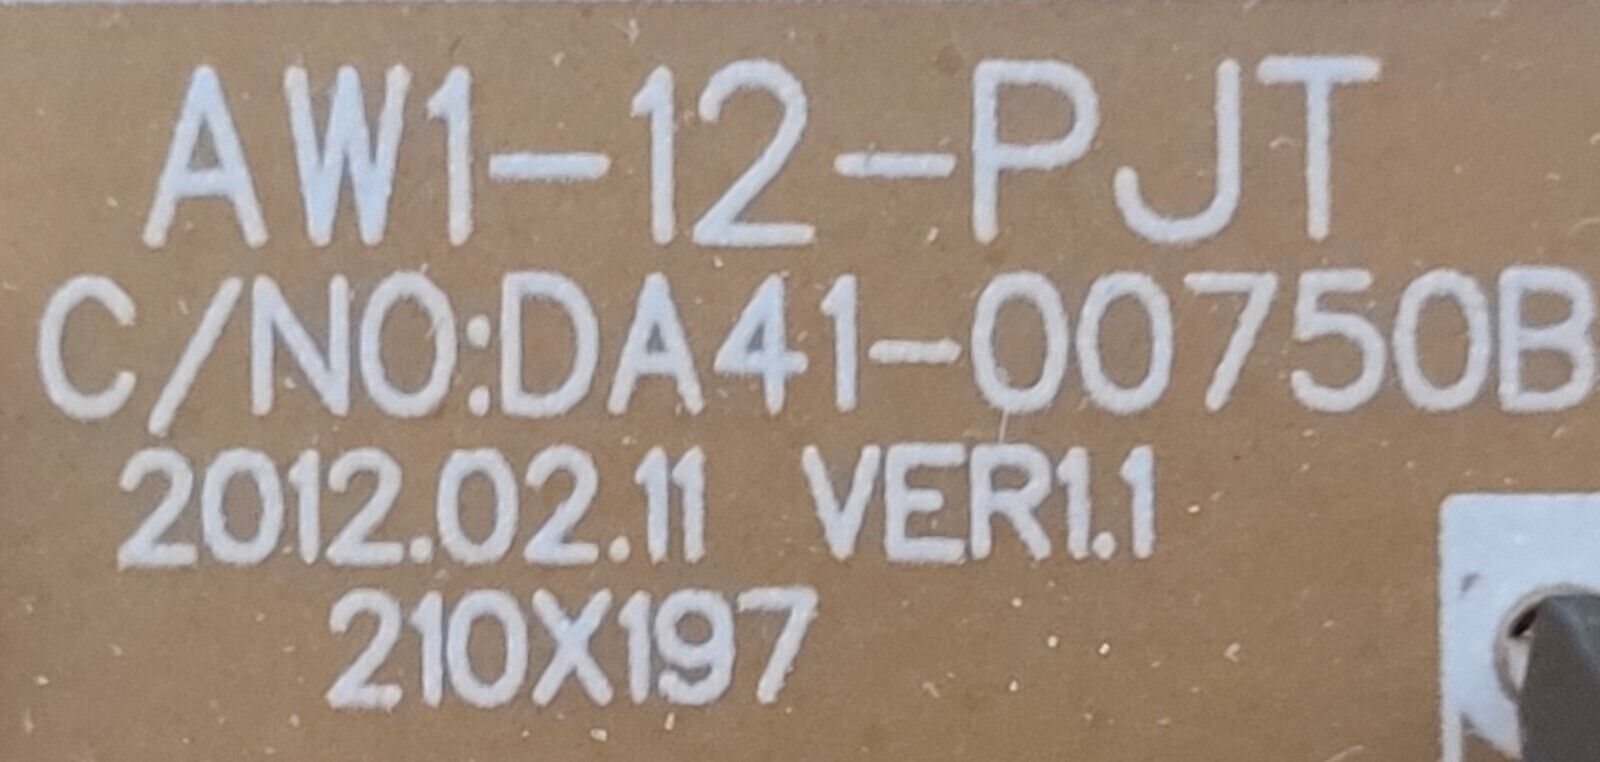 AW1-12-PJT
C/NO:DA41-00750B
2012.02.11 VER1.1
210X197